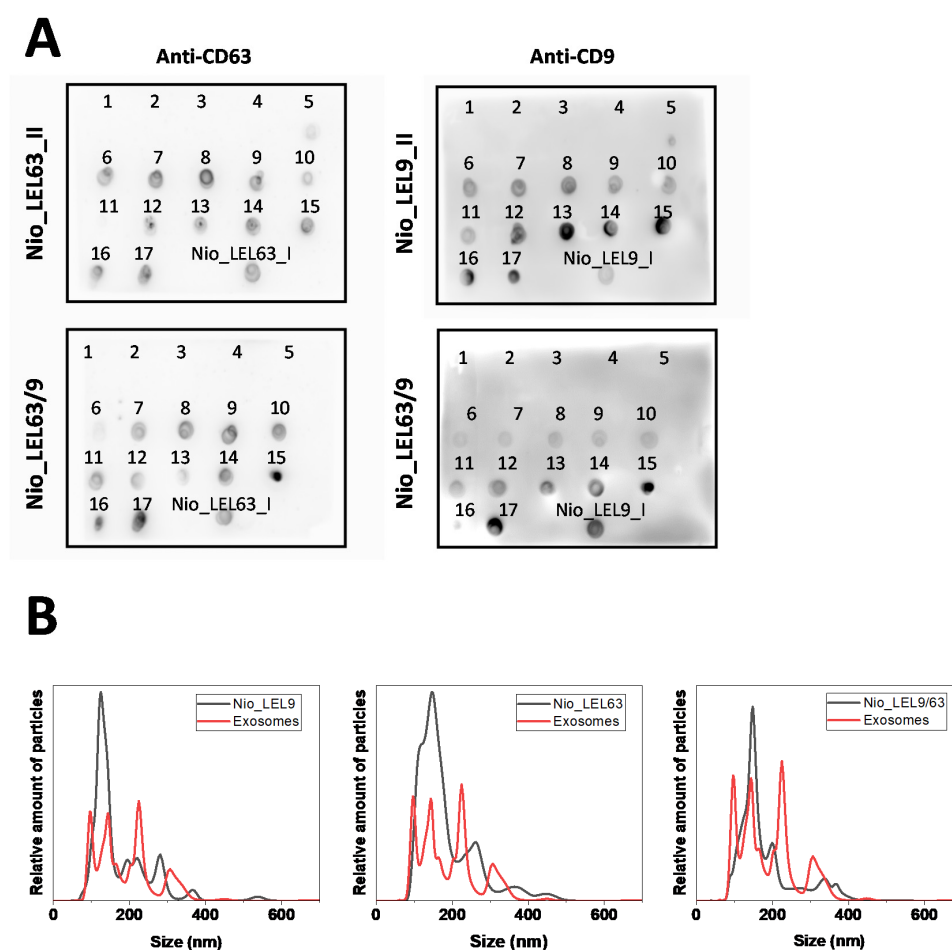 A
Anti-CD63
Anti-CD9
Nio_LEL63_II
1 2 3 4 5
6 7 8 9 10
11 12 13 14 15
16 17 Nio_LEL63_I
Nio_LEL9_II
1 2 3 4 5
6 7 8 9 10
11 12 13 14 15
16 17 Nio_LEL9_I
Nio_LEL63/9
1 2 3 4 5
6 7 8 9 10
11 12 13 14 15
16 17 Nio_LEL63_I
Nio_LEL63/9
1 2 3 4 5
6 7 8 9 10
11 12 13 14 15
16 17 Nio_LEL9_I
B
Relative amount of particles
Nio_LEL9
Exosomes
0 200 400 600
Size (nm)
Relative amount of particles
Nio_LEL63
Exosomes
0 200 400 600
Size (nm)
Relative amount of particles
Nio_LEL9/63
Exosomes
0 200 400 600
Size (nm)